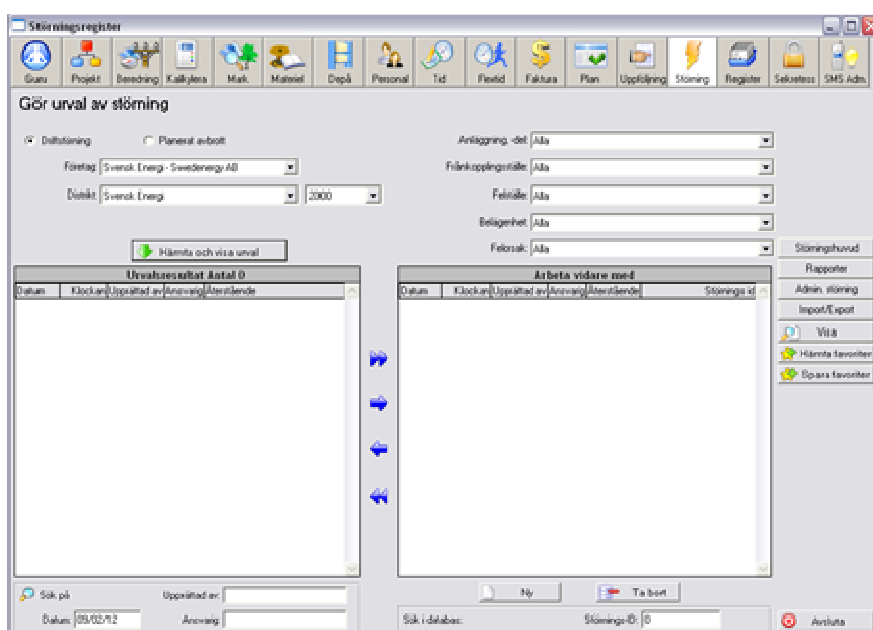 Störningsregister
Guru Projekt Beredning Kalkylera Mark Materiel Depå Personal Tid Flextid Faktura Plan Uppföljning Störning Register Sekretess SMS Adm.
Gör urval av störning
Driftstörning Planerat avbrott
Företag: Svensk Energi - Swedenergy AB
Distrikt: Svensk Energi 2000
Anläggning, -del: Alla
Frånkopplingsställe: Alla
Felställe: Alla
Belägenhet: Alla
Felorsak: Alla
Hämta och visa urval
Urvalsresultat Antal 0
Datum Klockan Upprättad av Ansvarig Återstående
Arbeta vidare med
Datum Klockan Upprättad av Ansvarig Återstående Störnings id
Störningshuvud
Rapporter
Admin. störning
Import/Export
Visa
Hämta favoriter
Spara favoriter
Ny Ta bort
Sök på Upprättad av:
Datum: 09/02/12 Ansvarig:
Sök i databas: Störnings-ID: 0
Avsluta